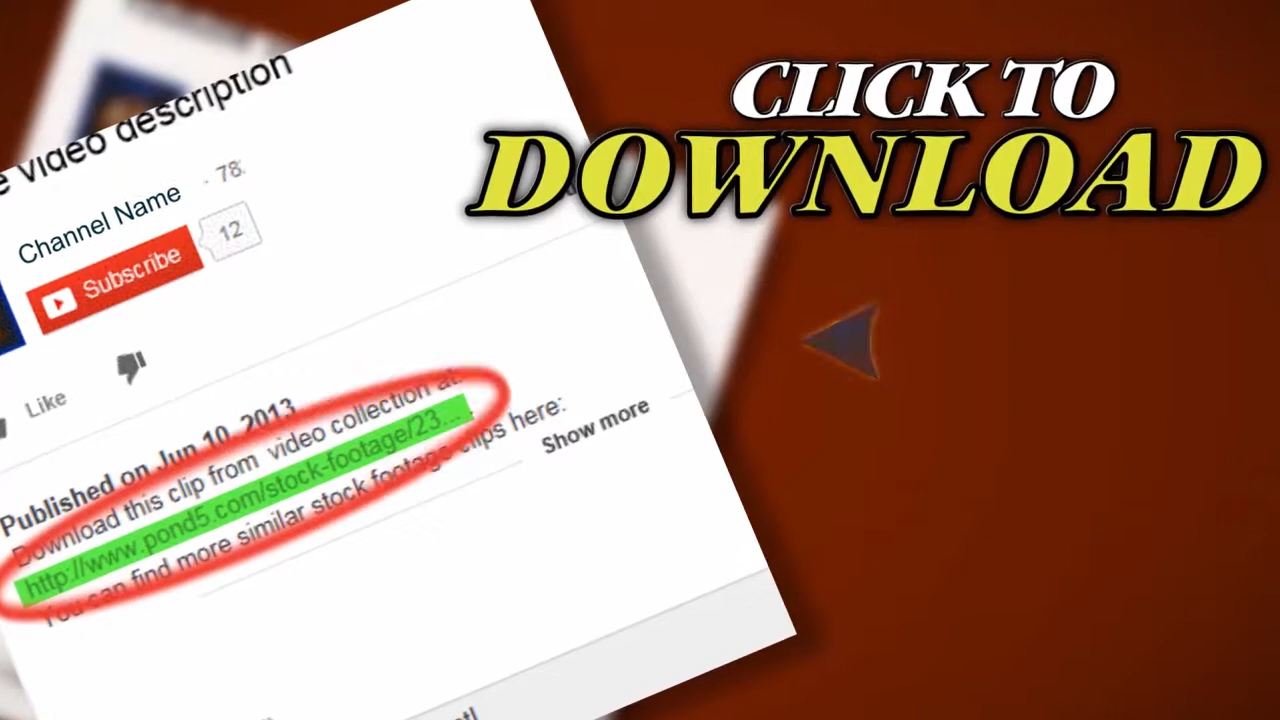 CLICK TO
DOWNLOAD
video description
Channel Name
Subscribe
12
Like
Published on Jun 10, 2013
Download this clip from video collection at:
http://www.pond5.com/stock-footage/23...
You can find more similar stock footage clips here:
Show more